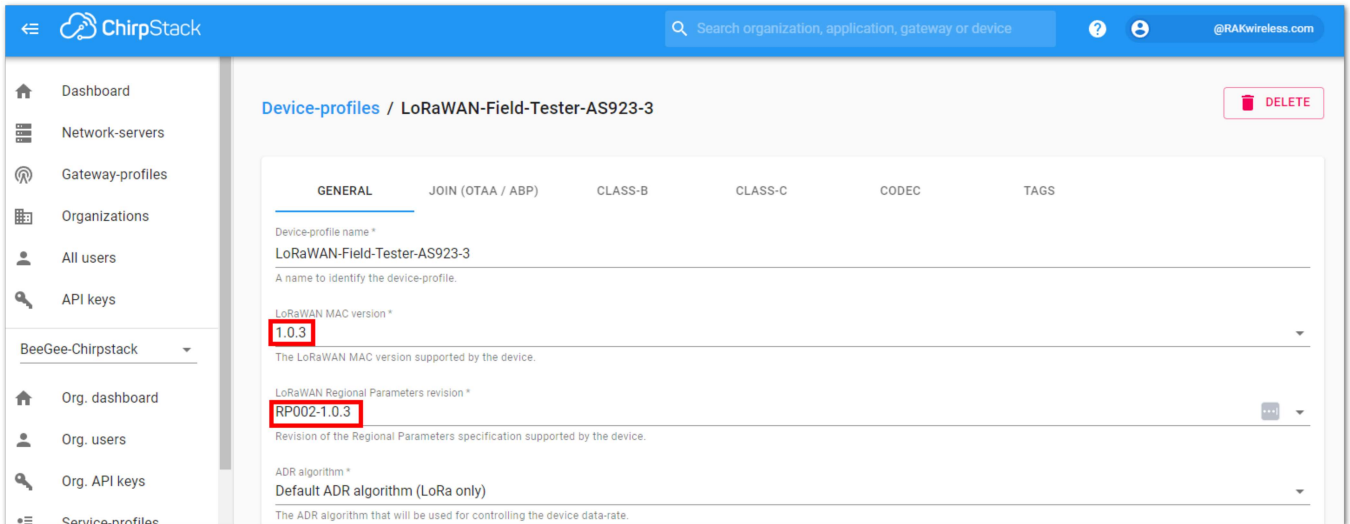 ChirpStack
Search organization, application, gateway or device
?
@RAKwireless.com
Dashboard
Network-servers
Gateway-profiles
Organizations
All users
API keys
BeeGee-Chirpstack
Org. dashboard
Org. users
Org. API keys
Service-profiles
Device-profiles / LoRaWAN-Field-Tester-AS923-3
DELETE
GENERAL JOIN (OTAA / ABP) CLASS-B CLASS-C CODEC TAGS
Device-profile name *
LoRaWAN-Field-Tester-AS923-3
A name to identify the device-profile.
LoRaWAN MAC version *
1.0.3
The LoRaWAN MAC version supported by the device.
LoRaWAN Regional Parameters revision *
RP002-1.0.3
Revision of the Regional Parameters specification supported by the device.
ADR algorithm *
Default ADR algorithm (LoRa only)
The ADR algorithm that will be used for controlling the device data-rate.